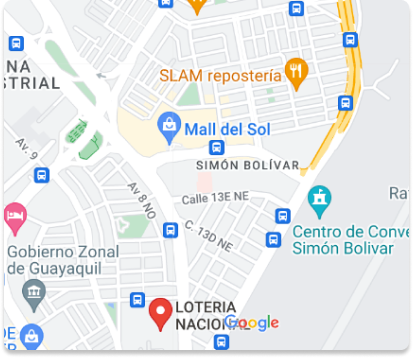 NA
STRIAL
SLAM repostería
Mall del Sol
SIMÓN BOLÍVAR
Av. 9
Av 8 NO
Calle 13E NE
C. 13D NE
Ra
Centro de Conve
Simón Bolivar
Gobierno Zonal
de Guayaquil
LOTERIA
NACIONAL
Google
DE